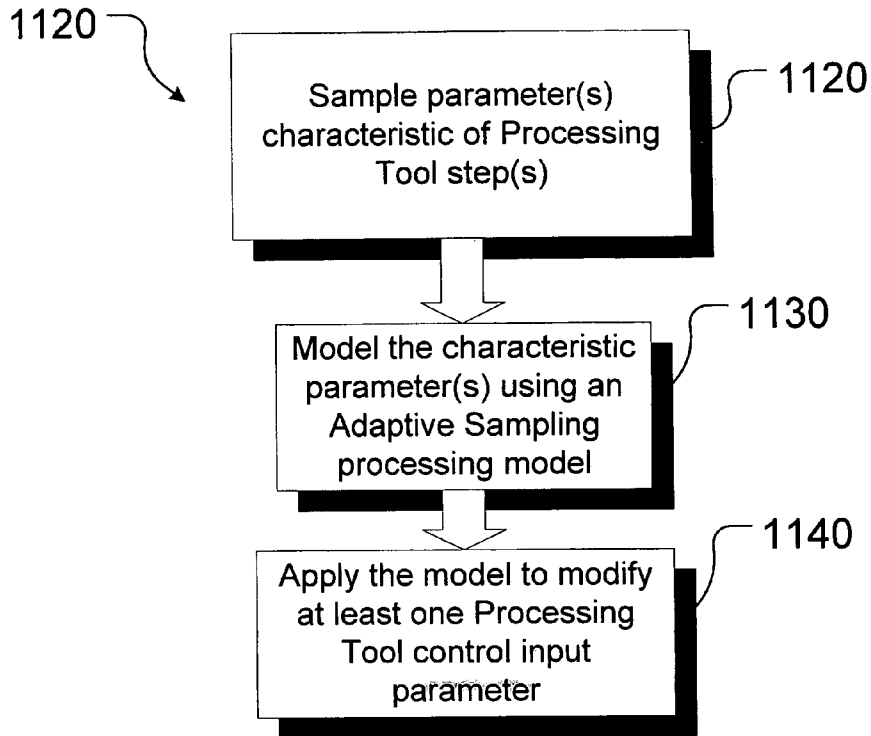 1120
1120
Sample parameter(s)
characteristic of Processing
Tool step(s)
1130
Model the characteristic
parameter(s) using an
Adaptive Sampling
processing model
1140
Apply the model to modify
at least one Processing
Tool control input
parameter